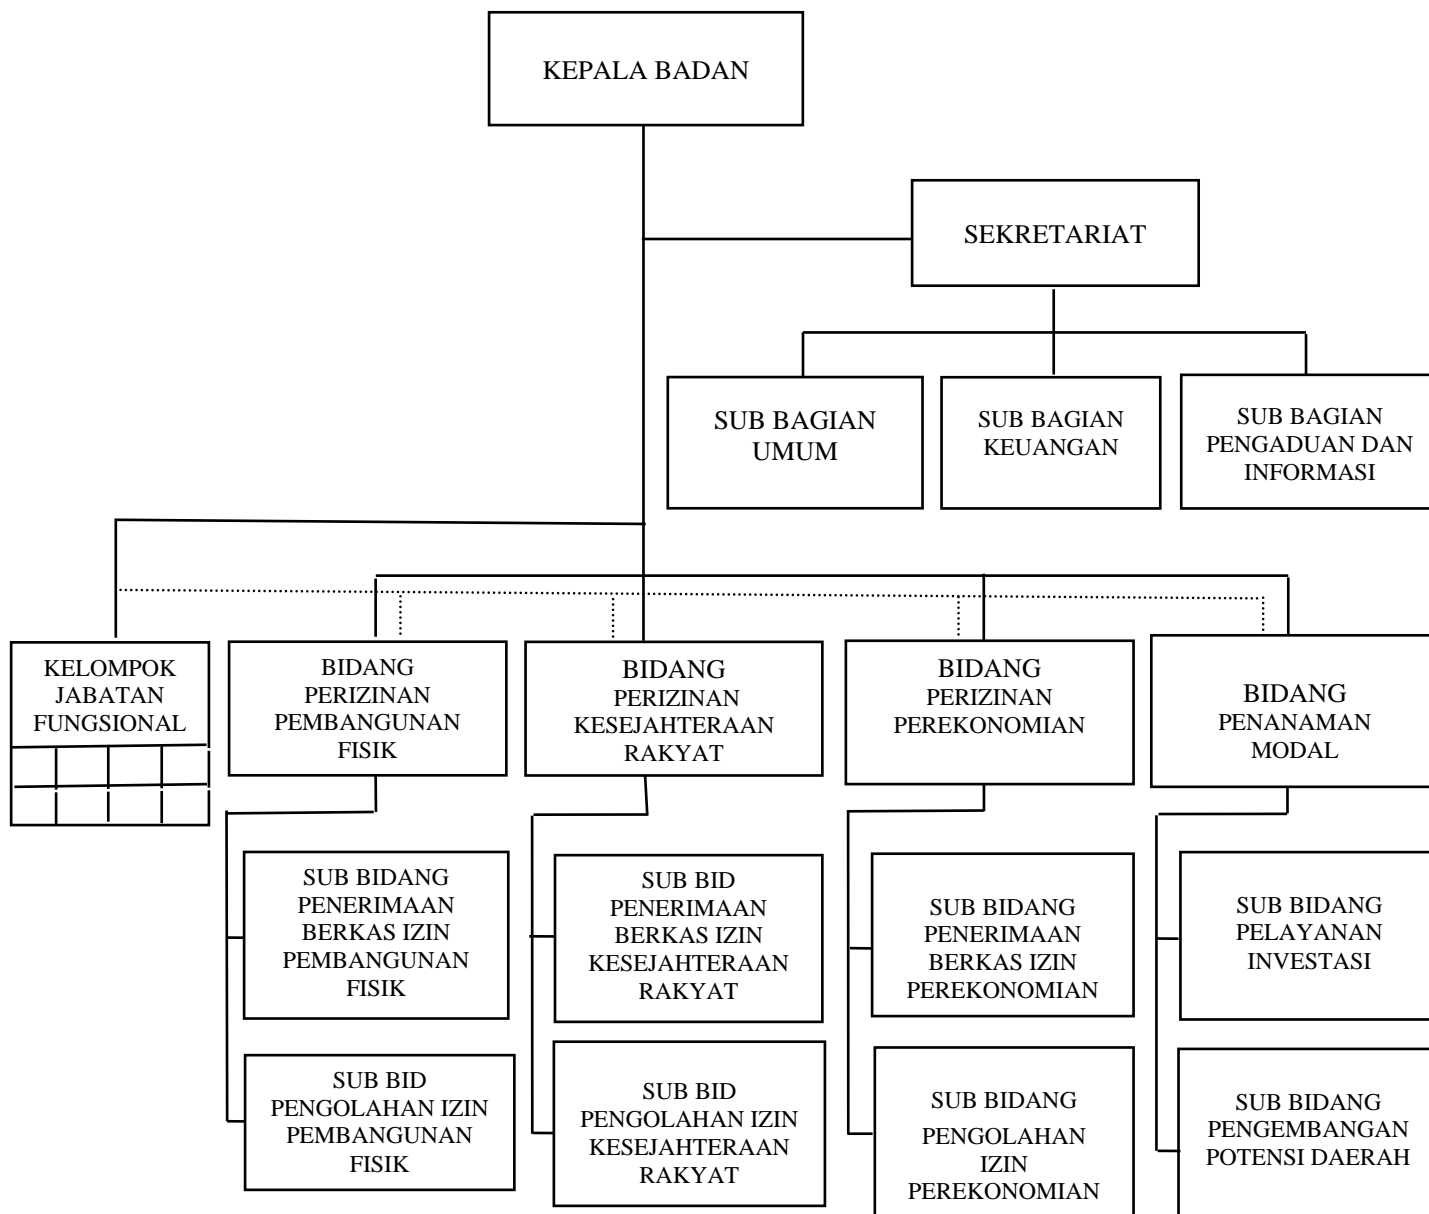 KEPALA BADAN
SEKRETARIAT
SUB BAGIAN
UMUM
SUB BAGIAN
KEUANGAN
SUB BAGIAN
PENGADUAN DAN
INFORMASI
KELOMPOK
JABATAN
FUNGSIONAL
BIDANG
PERIZINAN
PEMBANGUNAN
FISIK
BIDANG
PERIZINAN
KESEJAHTERAAN
RAKYAT
BIDANG
PERIZINAN
PEREKONOMIAN
BIDANG
PENANAMAN
MODAL
SUB BIDANG
PENERIMAAN
BERKAS IZIN
PEMBANGUNAN
FISIK
SUB BID
PENERIMAAN
BERKAS IZIN
KESEJAHTERAAN
RAKYAT
SUB BIDANG
PENERIMAAN
BERKAS IZIN
PEREKONOMIAN
SUB BIDANG
PELAYANAN
INVESTASI
SUB BID
PENGOLAHAN IZIN
PEMBANGUNAN
FISIK
SUB BID
PENGOLAHAN IZIN
KESEJAHTERAAN
RAKYAT
SUB BIDANG
PENGOLAHAN
IZIN
PEREKONOMIAN
SUB BIDANG
PENGEMBANGAN
POTENSI DAERAH